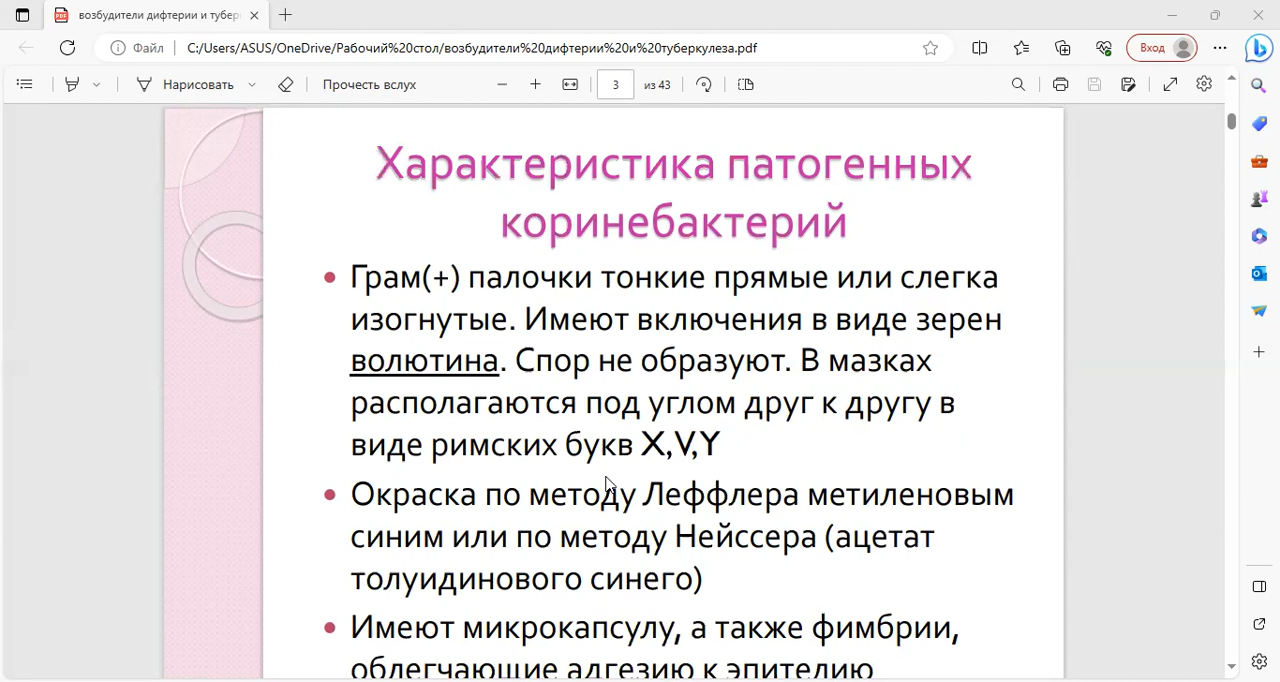 возбудители дифтерии и тубер
Файл
C:/Users/ASUS/OneDrive/Рабочий%20стол/возбудители%20дифтерии%20и%20туберкулеза.pdf
Вход
Нарисовать
Прочесть вслух
3
из 43
Характеристика патогенных
коринебактерий
• Грам(+) палочки тонкие прямые или слегка
изогнутые. Имеют включения в виде зерен
волютина. Спор не образуют. В мазках
располагаются под углом друг к другу в
виде римских букв X,V,Y
• Окраска по методу Леффлера метиленовым
синим или по методу Нейссера (ацетат
толуидинового синего)
• Имеют микрокапсулу, а также фимбрии,
облегчающие адгезию к эпителию